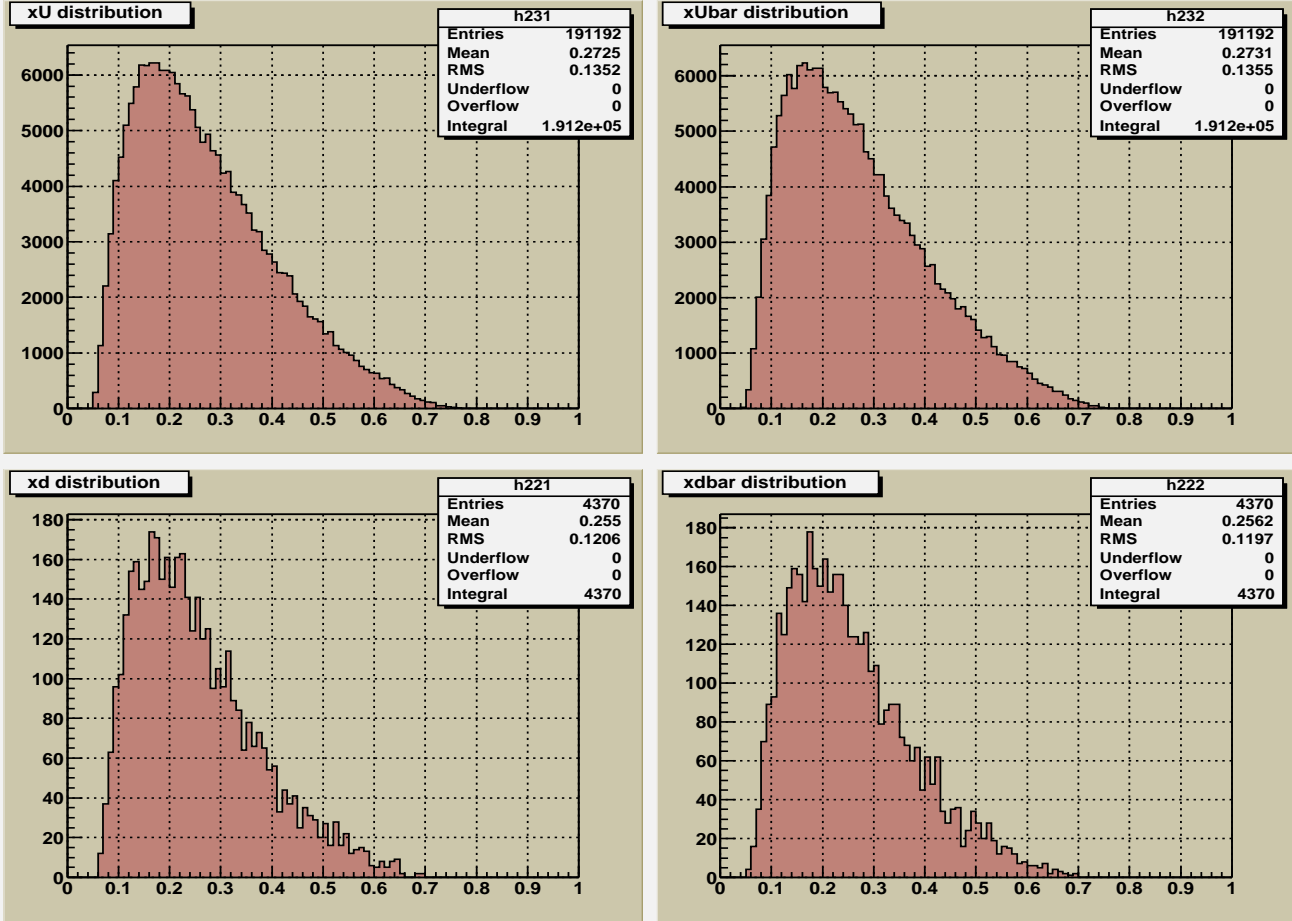 xU distribution
h231
Entries 191192
Mean 0.2725
RMS 0.1352
Underflow 0
Overflow 0
Integral 1.912e+05
6000
5000
4000
3000
2000
1000
0
0 0.1 0.2 0.3 0.4 0.5 0.6 0.7 0.8 0.9 1
xUbar distribution
h232
Entries 191192
Mean 0.2731
RMS 0.1355
Underflow 0
Overflow 0
Integral 1.912e+05
6000
5000
4000
3000
2000
1000
0
0 0.1 0.2 0.3 0.4 0.5 0.6 0.7 0.8 0.9 1
xd distribution
h221
Entries 4370
Mean 0.255
RMS 0.1206
Underflow 0
Overflow 0
Integral 4370
180
160
140
120
100
80
60
40
20
0
0 0.1 0.2 0.3 0.4 0.5 0.6 0.7 0.8 0.9 1
xdbar distribution
h222
Entries 4370
Mean 0.2562
RMS 0.1197
Underflow 0
Overflow 0
Integral 4370
180
160
140
120
100
80
60
40
20
0
0 0.1 0.2 0.3 0.4 0.5 0.6 0.7 0.8 0.9 1